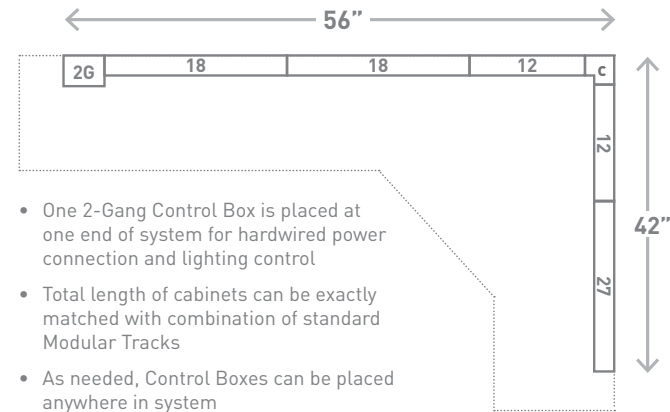 56”
2G 18 18 12 c
12
42”
27
• One 2-Gang Control Box is placed at
one end of system for hardwired power
connection and lighting control
• Total length of cabinets can be exactly
matched with combination of standard
Modular Tracks
• As needed, Control Boxes can be placed
anywhere in system